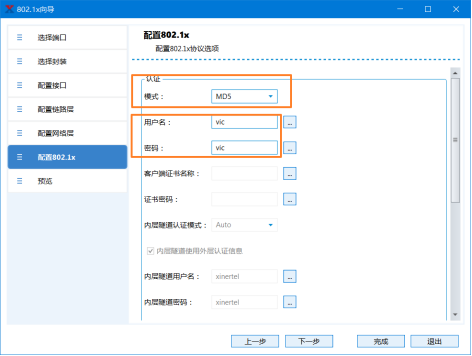 802.1x向导
选择端口
选择封装
配置接口
配置链路层
配置网络层
配置802.1x
预览
配置802.1x
配置802.1x协议选项
认证
模式： MD5
用户名： vic ...
密码： vic ...
客户端证书名称： ...
证书密码： ...
内层隧道认证模式： Auto
内层隧道使用外层认证信息
内层隧道用户名： xinertel ...
内层隧道密码： xinertel ...
上一步 下一步 完成 退出